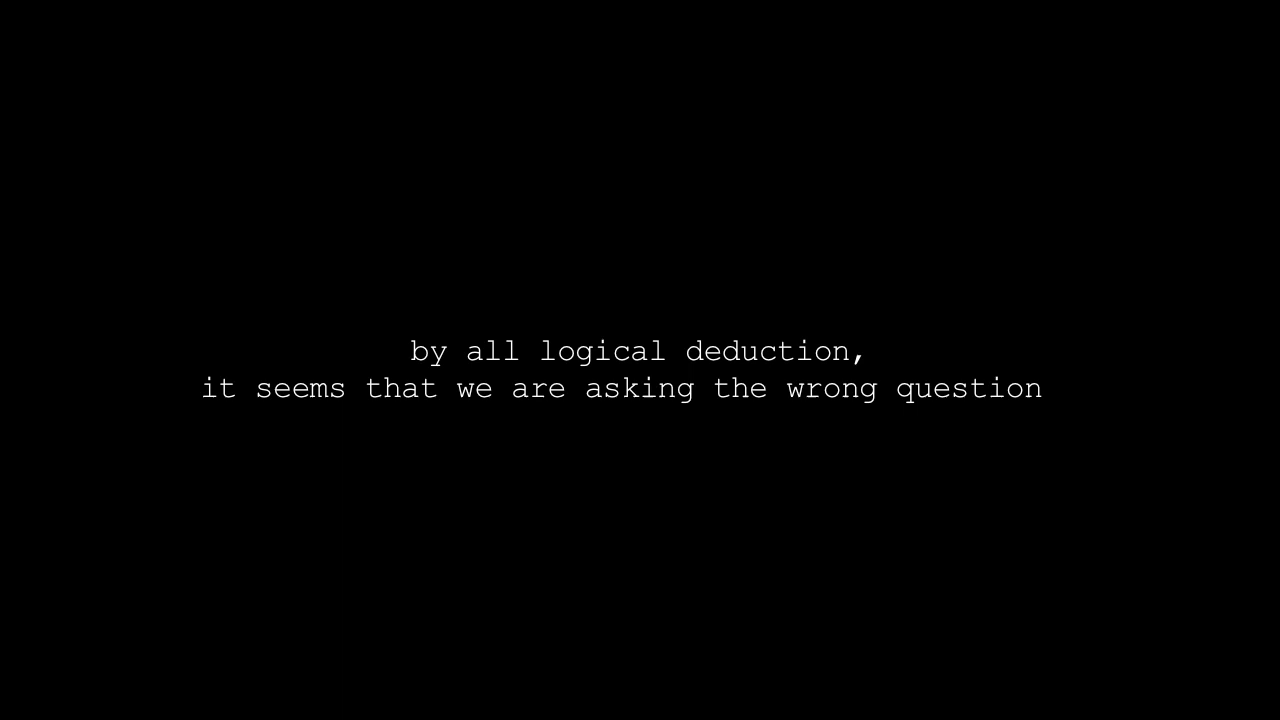 by all logical deduction,
it seems that we are asking the wrong question